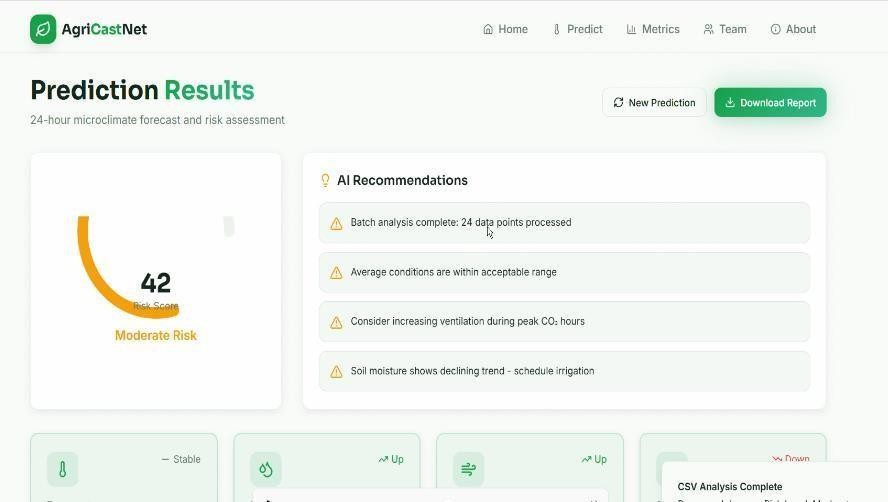 AgriCastNet
Home
Predict
Metrics
Team
About
Prediction Results
24-hour microclimate forecast and risk assessment
New Prediction
Download Report
42
Risk Score
Moderate Risk
AI Recommendations
Batch analysis complete: 24 data points processed
Average conditions are within acceptable range
Consider increasing ventilation during peak CO₂ hours
Soil moisture shows declining trend - schedule irrigation
Stable
Up
Up
Down
CSV Analysis Complete